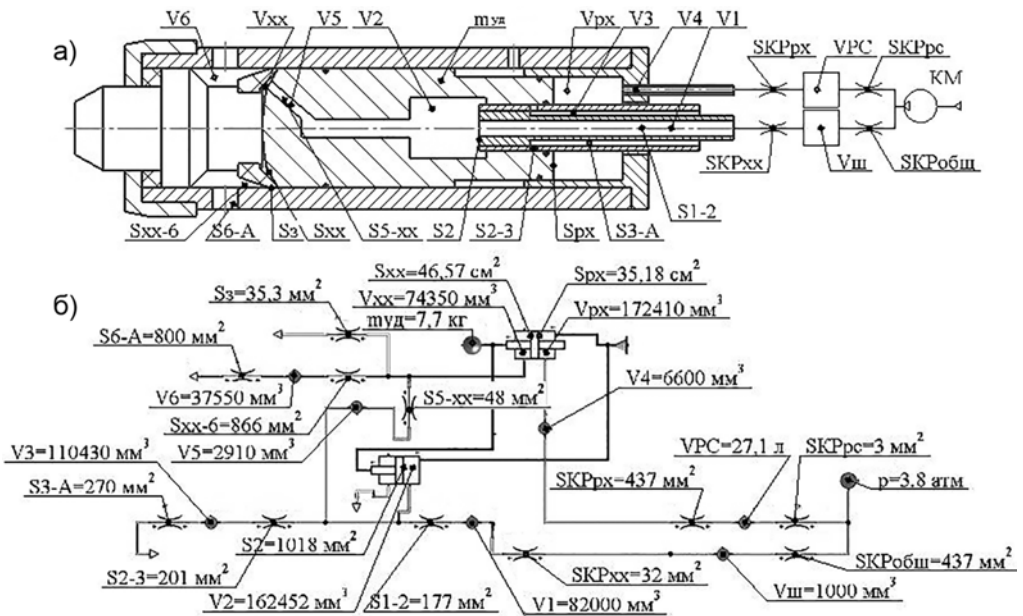 а)
V6
Vхх
V5
V2
mуд
Vрх
V3
V4
V1
SKPрх
VPC
SKPрс
КМ
SKPхх
Vш
SKPобщ
Sхх-6
S6-A
Sз
Sхх
S5-хх
S2
S2-3
Sрх
S3-A
S1-2
б)
Sхх=46,57 см²
Sрх=35,18 см²
Sз=35,3 мм²
Vхх=74350 мм³
Vрх=172410 мм³
mуд=7,7 кг
S6-A=800 мм²
V6=37550 мм³
S5-хх=48 мм²
V4=6600 мм³
Sхх-6=866 мм²
V3=110430 мм³
V5=2910 мм³
VPC=27,1 л
SKPрс=3 мм²
S3-A=270 мм²
SKPрх=437 мм²
p=3,8 атм
S2=1018 мм²
S2-3=201 мм²
SKPхх=32 мм²
SKPобщ=437 мм²
V2=162452 мм³
S1-2=177 мм²
V1=82000 мм³
Vш=1000 мм³